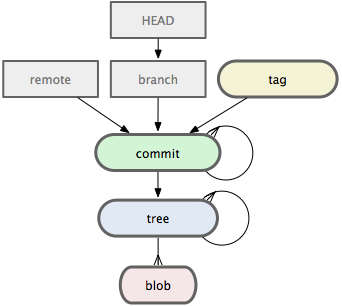 HEAD
remote
branch
tag
commit
tree
blob